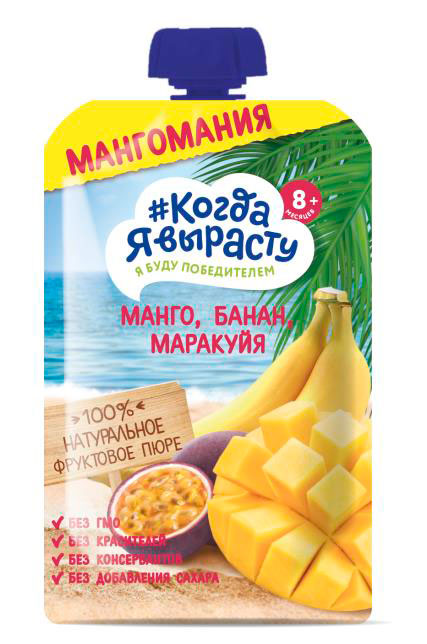 МАНГОМАНИЯ
8+
МЕСЯЦЕВ
#Когда
Я вырасту
Я БУДУ ПОБЕДИТЕЛЕМ
МАНГО, БАНАН,
МАРАКУЙЯ
100%
НАТУРАЛЬНОЕ
ФРУКТОВОЕ ПЮРЕ
БЕЗ ГМО
БЕЗ КРАСИТЕЛЕЙ
БЕЗ КОНСЕРВАНТОВ
БЕЗ ДОБАВЛЕНИЯ САХАРА